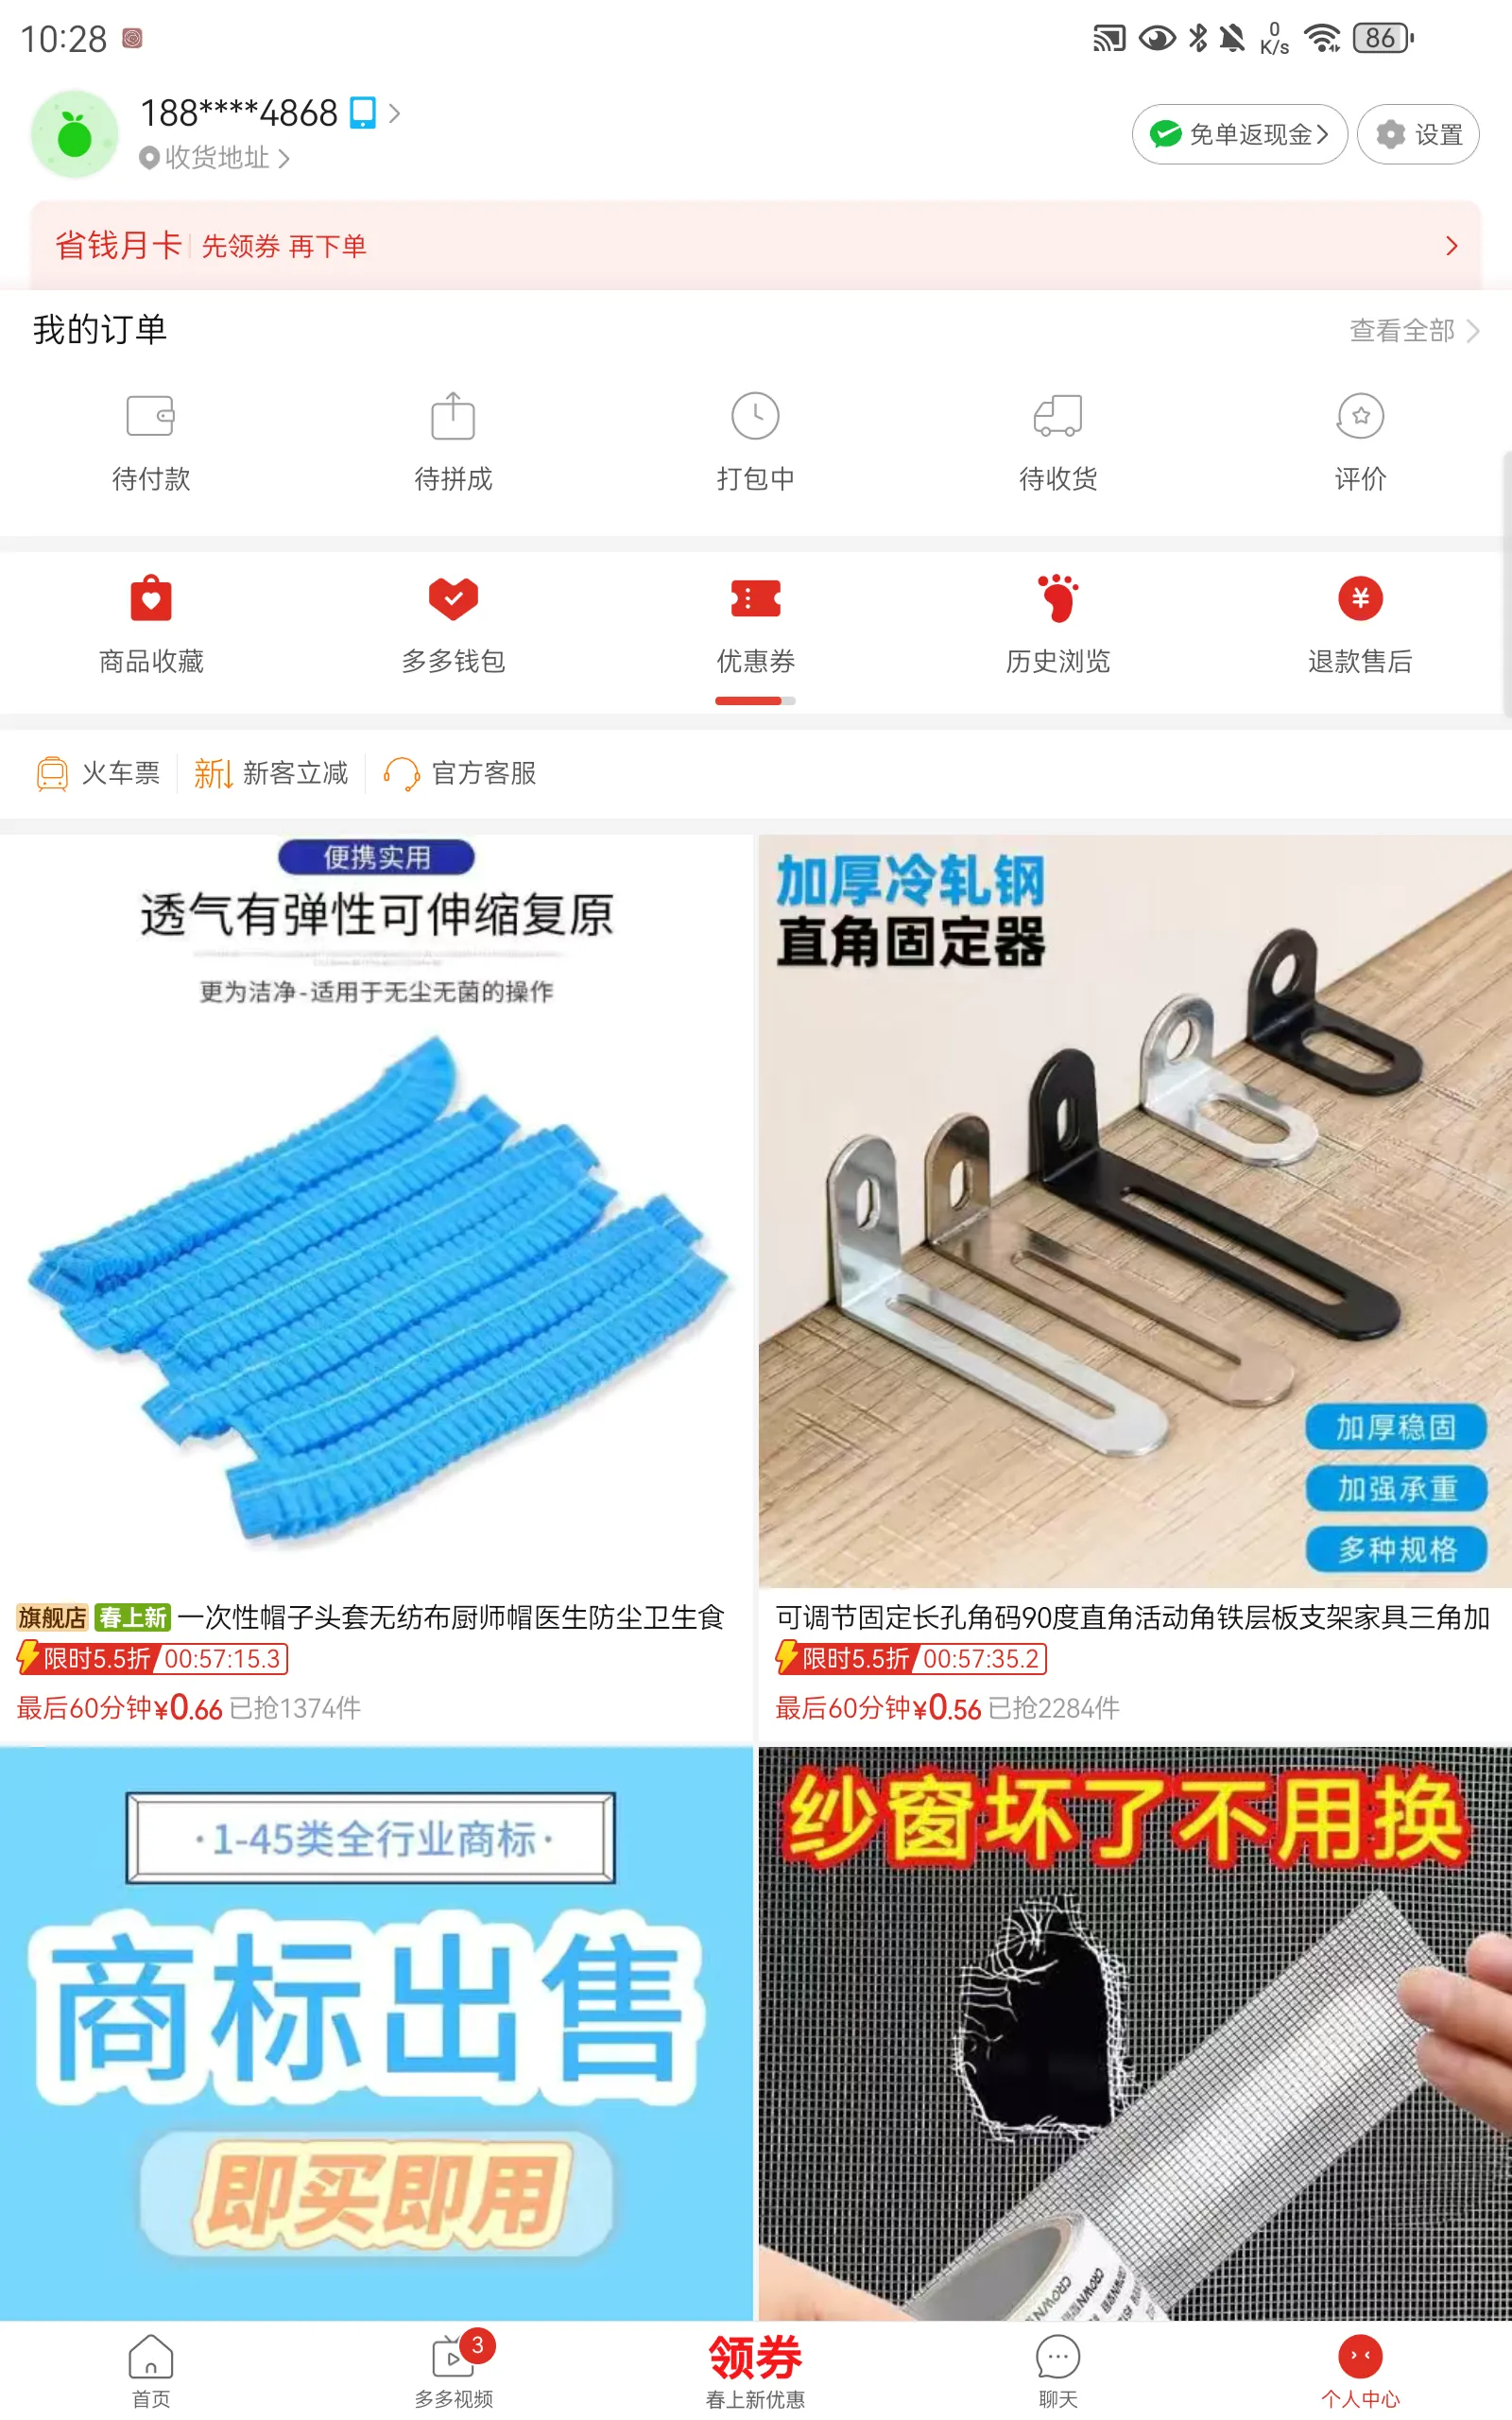 10:28
0 K/s
86
188****4868
收货地址
免单返现金
设置
省钱月卡 先领券 再下单
我的订单
查看全部
待付款
待拼成
打包中
待收货
评价
商品收藏
多多钱包
优惠券
历史浏览
退款售后
火车票
新 新客立减
官方客服
便携实用
透气有弹性可伸缩复原
更为洁净-适用于无尘无菌的操作
加厚冷轧钢
直角固定器
加厚稳固
加强承重
多种规格
旗舰店 春上新 一次性帽子头套无纺布厨师帽医生防尘卫生食
限时5.5折 00:57:15.3
最后60分钟¥0.66 已抢1374件
可调节固定长孔角码90度直角活动角铁层板支架家具三角加
限时5.5折 00:57:35.2
最后60分钟¥0.56 已抢2284件
·1-45类全行业商标·
商标出售
即买即用
纱窗坏了不用换
CROWN
CROWN
首页
3
多多视频
领券
春上新优惠
聊天
个人中心